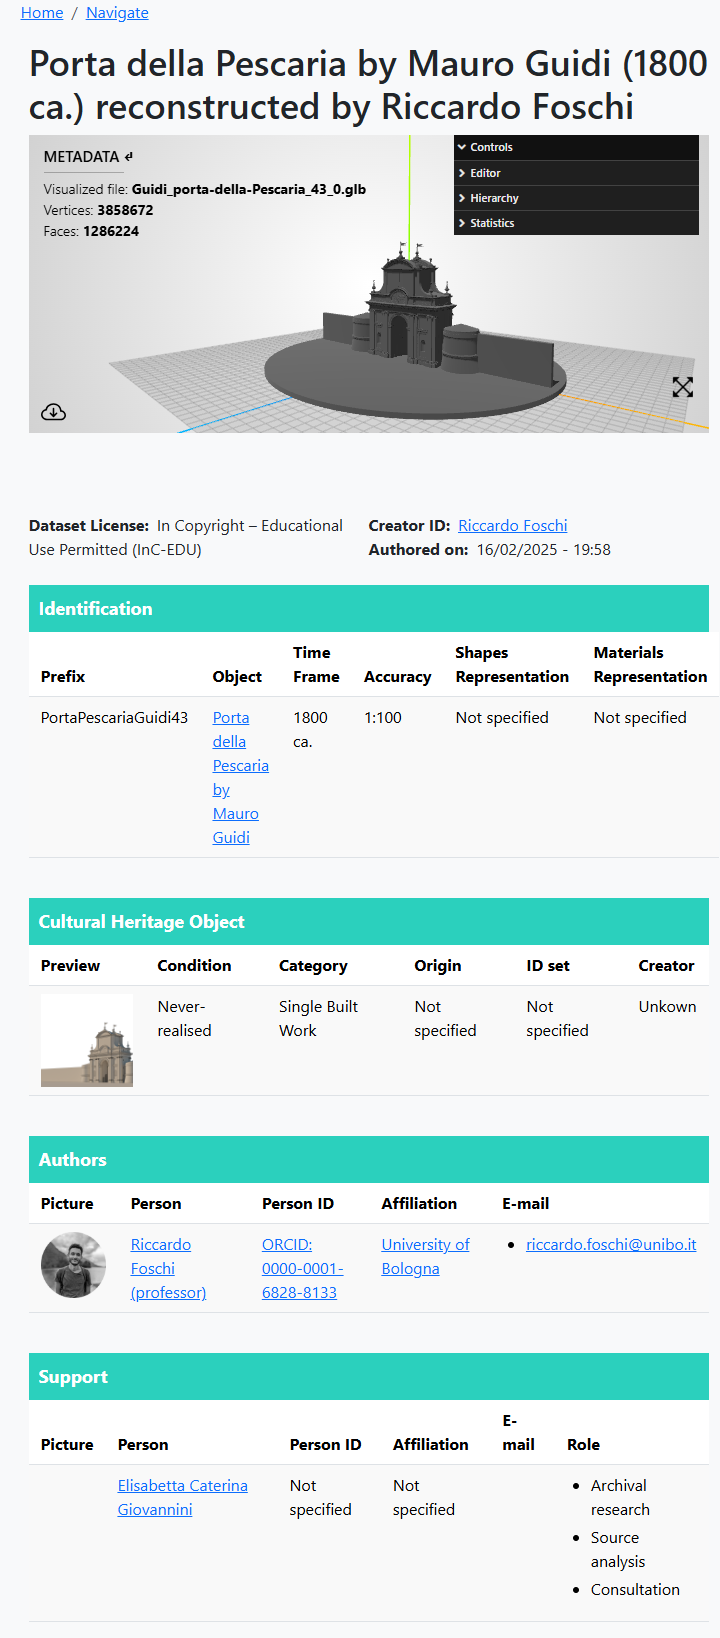 Home / Navigate
Porta della Pescaria by Mauro Guidi (1800
ca.) reconstructed by Riccardo Foschi
METADATA
Visualized file: Guidi_porta-della-Pescaria_43_0.glb
Vertices: 3858672
Faces: 1286224
Controls
Editor
Hierarchy
Statistics
Dataset License: In Copyright – Educational
Use Permitted (InC-EDU)
Creator ID: Riccardo Foschi
Authored on: 16/02/2025 - 19:58
Identification
Prefix Object Time Frame Accuracy Shapes Representation Materials Representation
PortaPescariaGuidi43 Porta della Pescaria by Mauro Guidi 1800 ca. 1:100 Not specified Not specified
Cultural Heritage Object
Preview Condition Category Origin ID set Creator
Never-realised Single Built Work Not specified Not specified Unkown
Authors
Picture Person Person ID Affiliation E-mail
Riccardo Foschi (professor) ORCID: 0000-0001-6828-8133 University of Bologna • riccardo.foschi@unibo.it
Support
Picture Person Person ID Affiliation E-mail Role
Elisabetta Caterina Giovannini Not specified Not specified • Archival research
• Source analysis
• Consultation